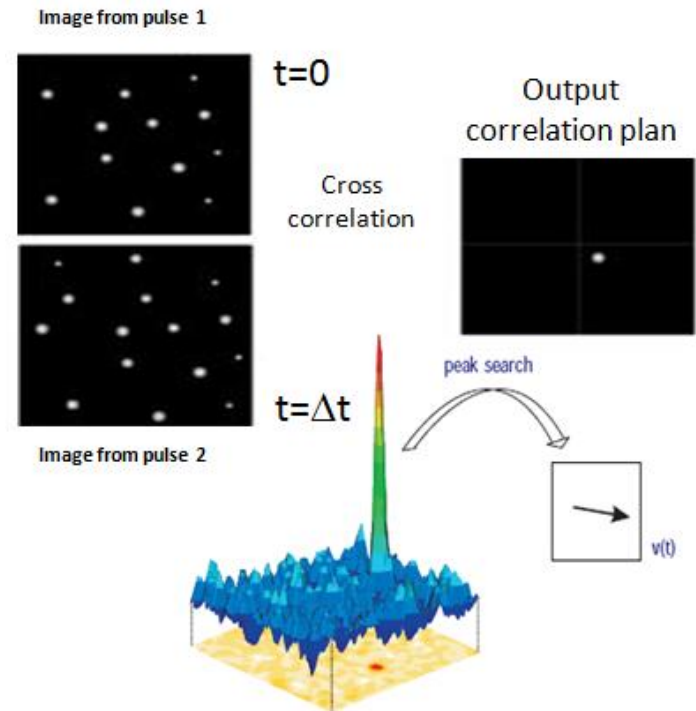 Image from pulse 1
t=0
Output
correlation plan
Cross
correlation
peak search
t=Δt
Image from pulse 2
v(t)